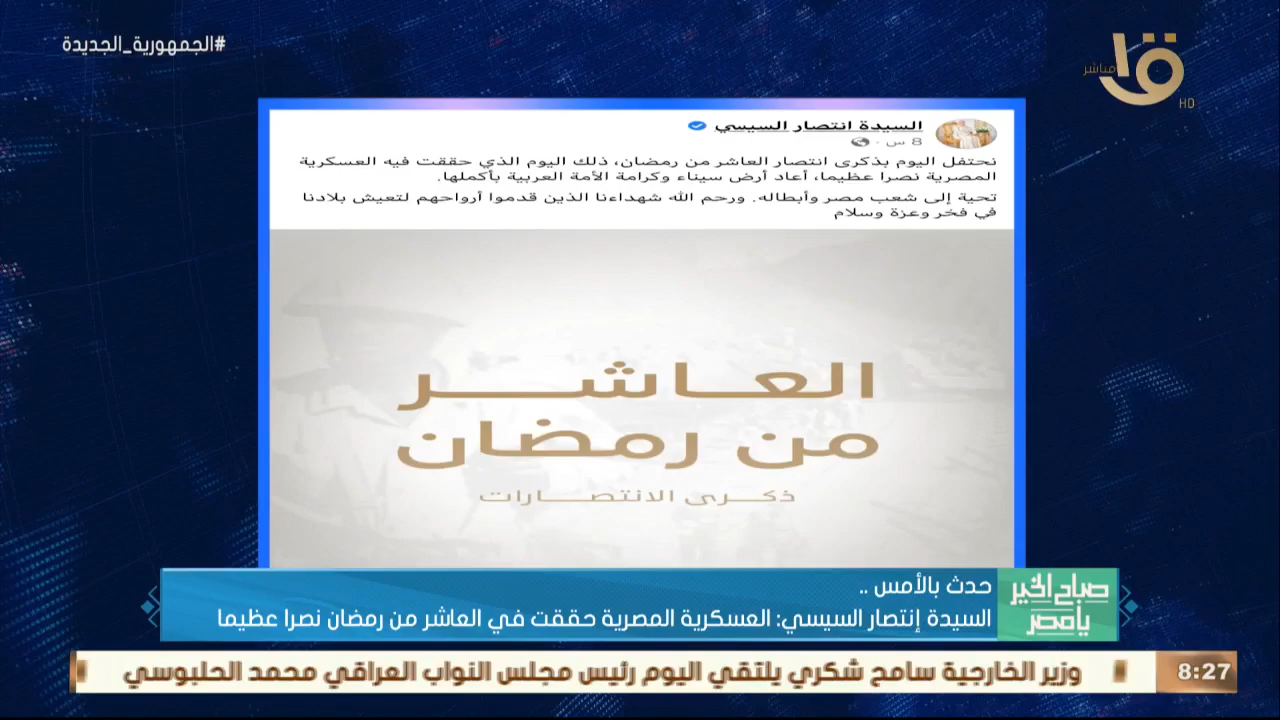 #الجمهورية_الجديدة
مباشر
HD
السيدة انتصار السيسي
8 س ·
نحتفل اليوم بذكرى انتصار العاشر من رمضان، ذلك اليوم الذي حققت فيه العسكرية
المصرية نصرا عظيما، أعاد أرض سيناء وكرامة الأمة العربية بأكملها.
تحية إلى شعب مصر وأبطاله. ورحم الله شهداءنا الذين قدموا أرواحهم لتعيش بلادنا
في فخر وعزة وسلام
العاشر
من رمضان
ذكرى الانتصارات
صباح الخير
يا مصر
حدث بالأمس ..
السيدة إنتصار السيسي: العسكرية المصرية حققت في العاشر من رمضان نصرا عظيما
8:27
وزير الخارجية سامح شكري يلتقي اليوم رئيس مجلس النواب العراقي محمد الحلبوسي